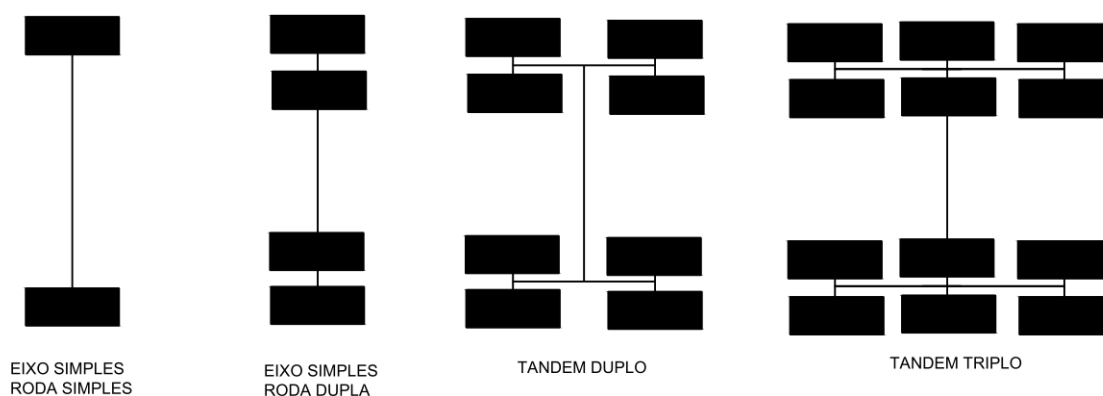 EIXO SIMPLES
RODA SIMPLES
EIXO SIMPLES
RODA DUPLA
TANDEM DUPLO
TANDEM TRIPLO